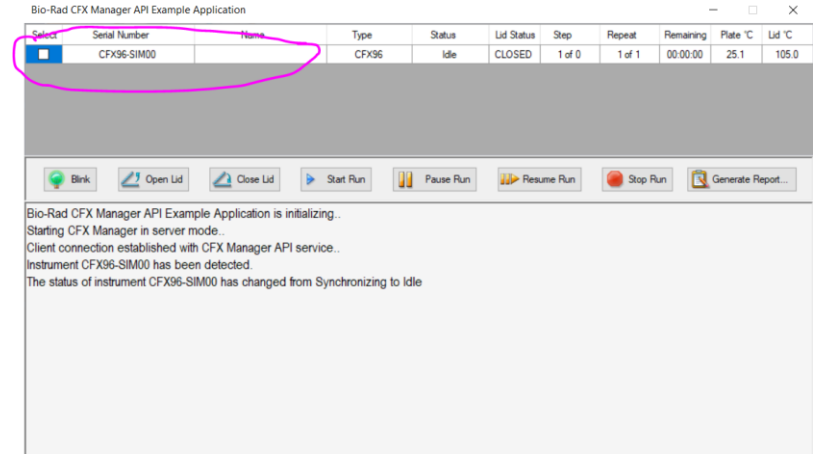 Bio-Rad CFX Manager API Example Application
Select Serial Number Name Type Status Lid Status Step Repeat Remaining Plate °C Lid °C
CFX96-SIM00 CFX96 Idle CLOSED 1 of 0 1 of 1 00:00:00 25.1 105.0
Blink Open Lid Close Lid Start Run Pause Run Resume Run Stop Run Generate Report...
Bio-Rad CFX Manager API Example Application is initializing..
Starting CFX Manager in server mode..
Client connection established with CFX Manager API service..
Instrument CFX96-SIM00 has been detected.
The status of instrument CFX96-SIM00 has changed from Synchronizing to Idle